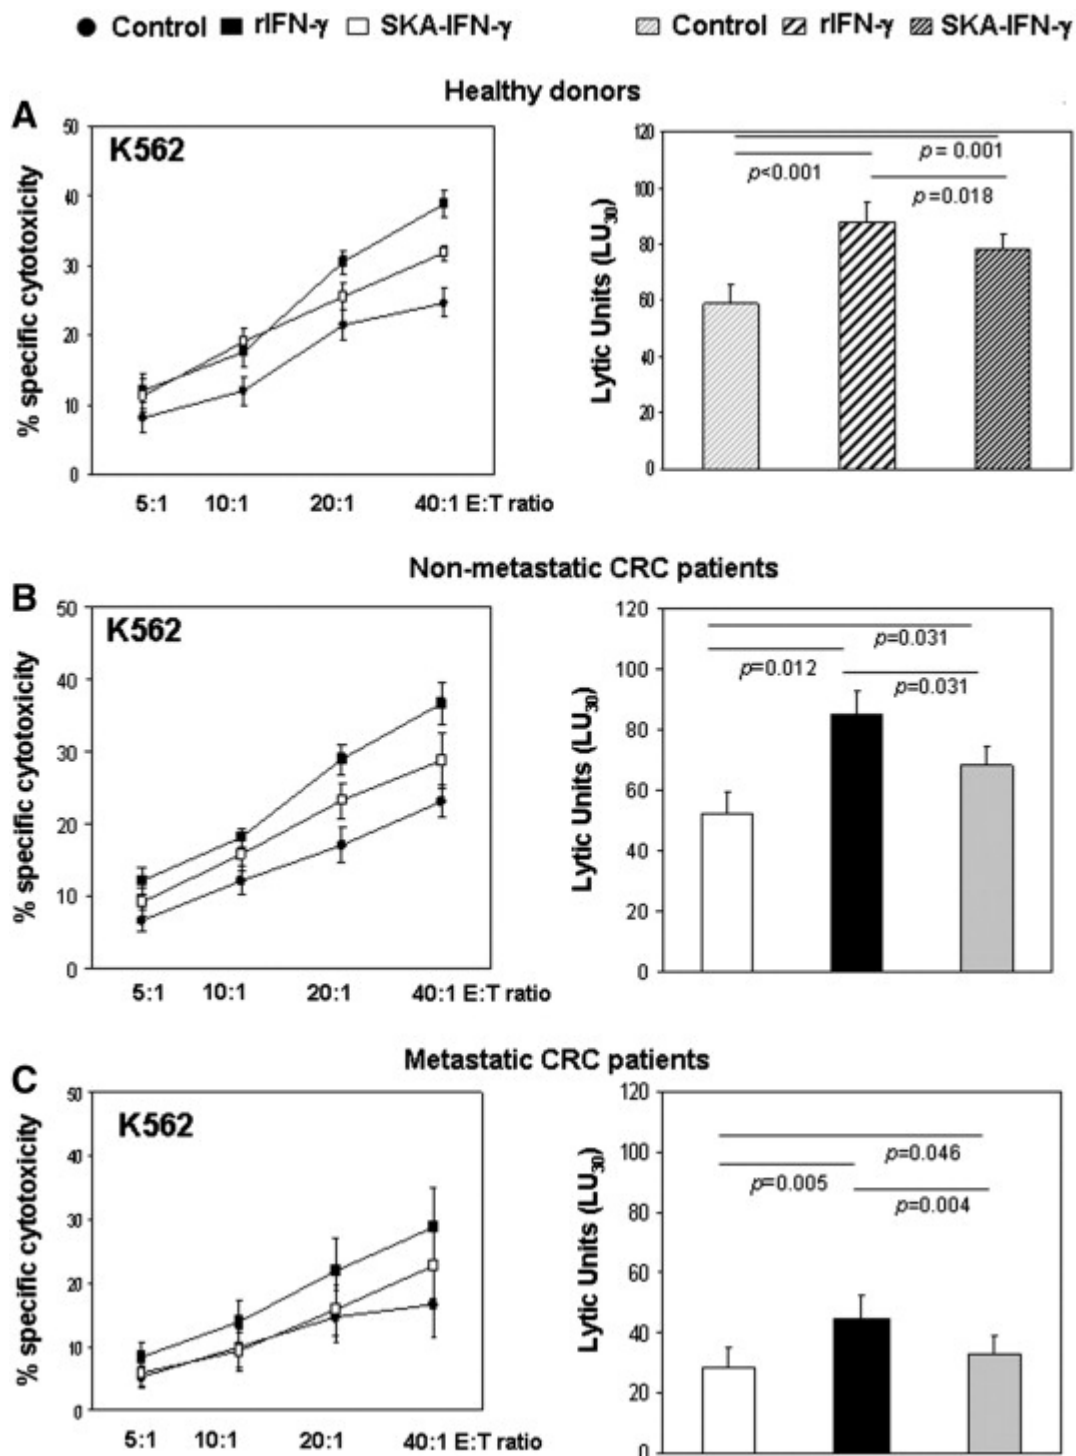 Control rIFN-γ SKA-IFN-γ
Control rIFN-γ SKA-IFN-γ
Healthy donors
A
K562
% specific cytotoxicity
50
40
30
20
10
0
5:1 10:1 20:1 40:1 E:T ratio
Lytic Units (LU30)
120
100
80
60
40
20
0
p= 0.001
p<0.001
p=0.018
Non-metastatic CRC patients
B
K562
% specific cytotoxicity
50
40
30
20
10
0
5:1 10:1 20:1 40:1 E:T ratio
Lytic Units (LU30)
120
100
80
60
40
20
0
p=0.031
p=0.012
p=0.031
Metastatic CRC patients
C
K562
% specific cytotoxicity
50
40
30
20
10
0
5:1 10:1 20:1 40:1 E:T ratio
Lytic Units (LU30)
120
100
80
60
40
20
0
p=0.046
p=0.005
p=0.004